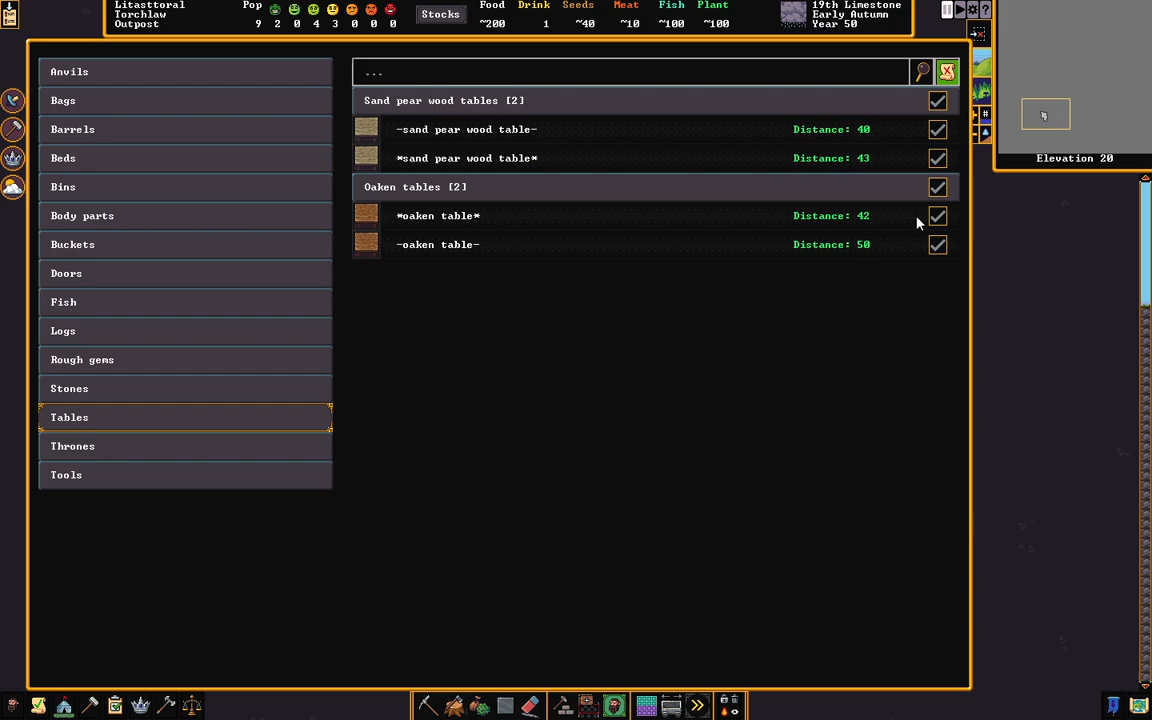 Litasttoral
Torchlaw
Outpost
Pop
9 2 0 4 3 0 0 0
Stocks
Food Drink Seeds Meat Fish Plant
~200 1 ~40 ~10 ~100 ~100
19th Limestone
Early Autumn
Year 50
Elevation 20
Anvils
Bags
Barrels
Beds
Bins
Body parts
Buckets
Doors
Fish
Logs
Rough gems
Stones
Tables
Thrones
Tools
...
Sand pear wood tables [2]
-sand pear wood table- Distance: 40
*sand pear wood table* Distance: 43
Oaken tables [2]
*oaken table* Distance: 42
-oaken table- Distance: 50